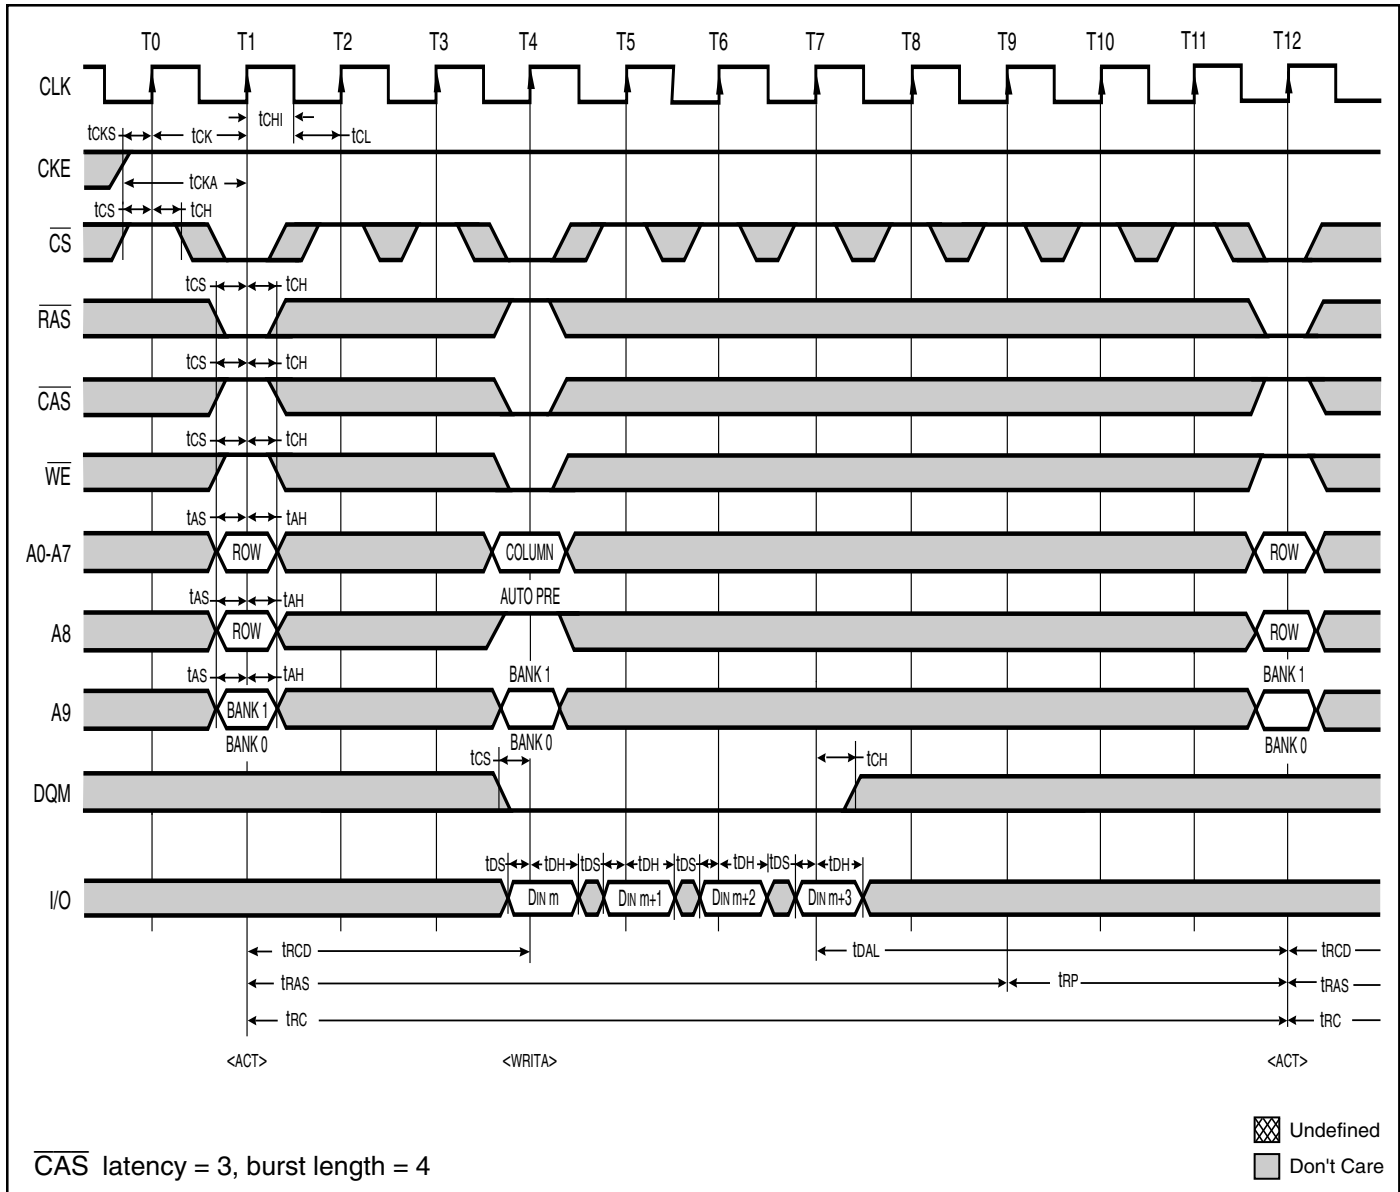 T0 T1 T2 T3 T4 T5 T6 T7 T8 T9 T10 T11 T12
CLK
tCHI
tCKS tCK tCL
CKE
tCKA
tCS tCH
CS
tCS tCH
RAS
tCS tCH
CAS
tCS tCH
WE
tAS tAH
A0-A7 ROW COLUMN ROW
tAS tAH AUTO PRE
A8 ROW ROW
tAS tAH BANK 1 BANK 1
A9 BANK 1
BANK 0 BANK 0 BANK 0
tCS tCH
DQM
tDS tDH tDS tDH tDS tDH tDS tDH
I/O DIN m DIN m+1 DIN m+2 DIN m+3
tRCD tDAL tRCD
tRAS tRP tRAS
tRC tRC
<ACT> <WRITA> <ACT>
Undefined
CAS latency = 3, burst length = 4
Don't Care